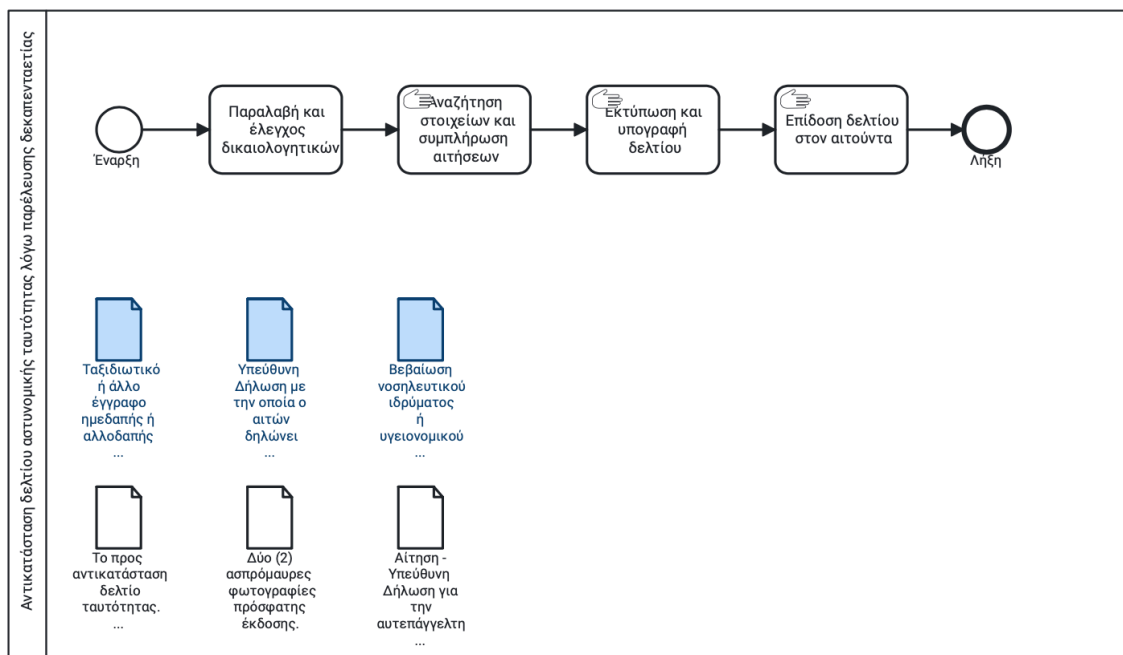 Αντικατάσταση δελτίου αστυνομικής ταυτότητας λόγω παρέλευσης δεκαπενταετίας
Έναρξη
Παραλαβή και
έλεγχος
δικαιολογητικών
Αναζήτηση
στοιχείων και
συμπλήρωση
αιτήσεων
Εκτύπωση και
υπογραφή
δελτίου
Επίδοση δελτίου
στον αιτούντα
Λήξη
Ταξιδιωτικό
ή άλλο
έγγραφο
ημεδαπής ή
αλλοδαπής
...
Υπεύθυνη
Δήλωση με
την οποία ο
αιτών
δηλώνει
...
Βεβαίωση
νοσηλευτικού
ιδρύματος
ή
υγειονομικού
...
Το προς
αντικατάσταση
δελτίο
ταυτότητας.
...
Δύο (2)
ασπρόμαυρες
φωτογραφίες
πρόσφατης
έκδοσης.
Αίτηση -
Υπεύθυνη
Δήλωση για
την
αυτεπάγγελτη
...